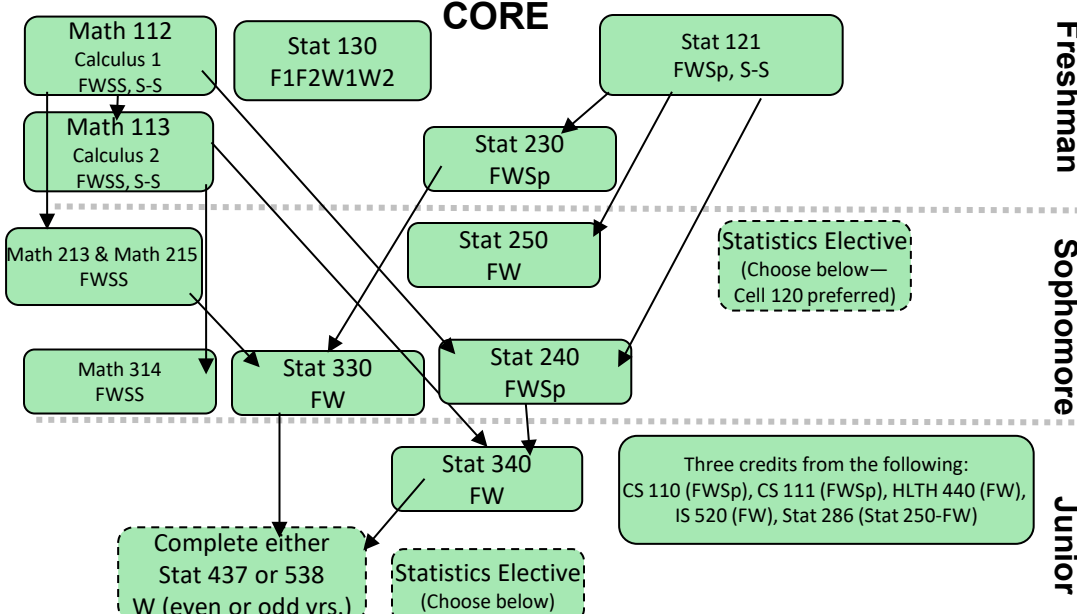 CORE
Math 112
Calculus 1
FWSS, S-S
Stat 130
F1F2W1W2
Stat 121
FWSp, S-S
Freshman
Math 113
Calculus 2
FWSS, S-S
Stat 230
FWSp
Math 213 & Math 215
FWSS
Stat 250
FW
Statistics Elective
(Choose below—
Cell 120 preferred)
Sophomore
Math 314
FWSS
Stat 330
FW
Stat 240
FWSp
Stat 340
FW
Three credits from the following:
CS 110 (FWSp), CS 111 (FWSp), HLTH 440 (FW),
IS 520 (FW), Stat 286 (Stat 250-FW)
Junior
Complete either
Stat 437 or 538
W (even or odd yrs.)
Statistics Elective
(Choose below)